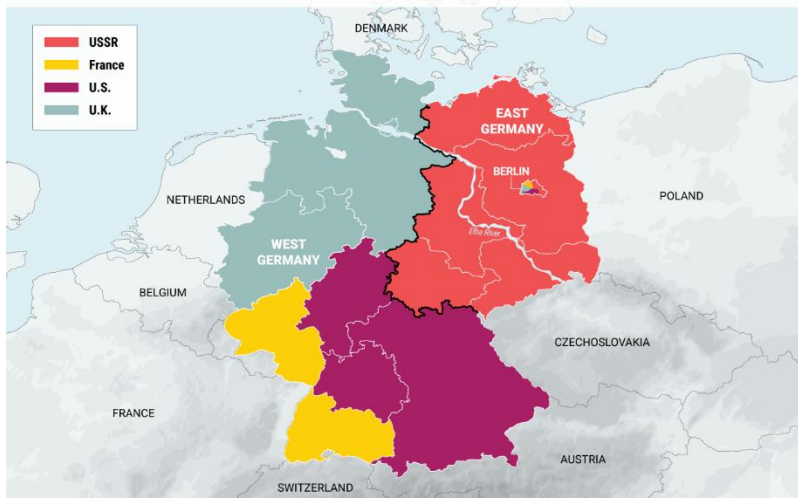 USSR
France
U.S.
U.K.
DENMARK
EAST
GERMANY
BERLIN
NETHERLANDS
POLAND
Elbe River
WEST
GERMANY
BELGIUM
CZECHOSLOVAKIA
FRANCE
AUSTRIA
SWITZERLAND